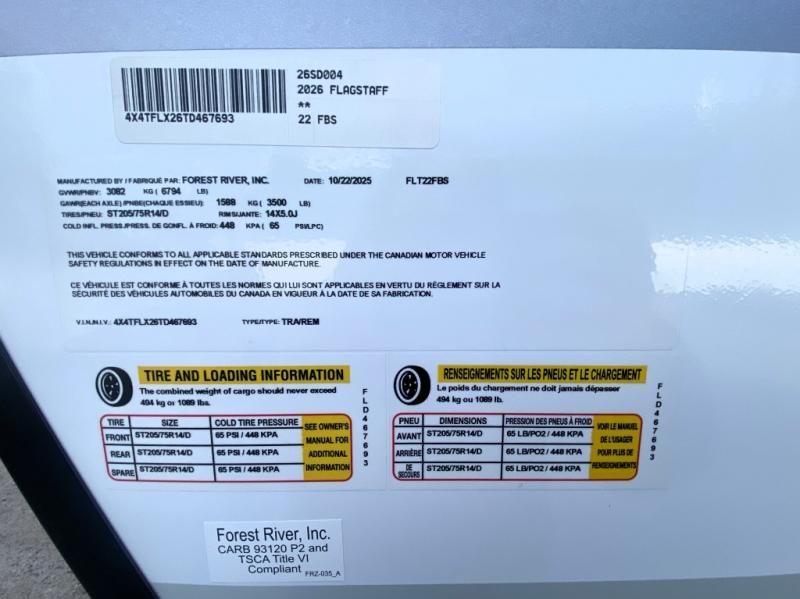 26SD004
2026 FLAGSTAFF
**
4X4TFLX26TD467693
22 FBS
MANUFACTURED BY / FABRIQUÉ PAR: FOREST RIVER, INC. DATE: 10/22/2025 FLT22FBS
GVWR/PNBV: 3082 KG ( 6794 LB)
GAWR(EACH AXLE) /PNBE(CHAQUE ESSIEU): 1588 KG ( 3500 LB)
TIRES/PNEU: ST205/75R14/D RIMS/JANTE: 14X5.0J
COLD INFL. PRESS./PRESS. DE GONFL. À FROID: 448 KPA ( 65 PSI/LPC)
THIS VEHICLE CONFORMS TO ALL APPLICABLE STANDARDS PRESCRIBED UNDER THE CANADIAN MOTOR VEHICLE
SAFETY REGULATIONS IN EFFECT ON THE DATE OF MANUFACTURE.
CE VÉHICULE EST CONFORME À TOUTES LES NORMES QUI LUI SONT APPLICABLES EN VERTU DU RÈGLEMENT SUR LA
SÉCURITÉ DES VÉHICULES AUTOMOBILES DU CANADA EN VIGUEUR À LA DATE DE SA FABRICATION.
V.I.N./N.I.V.: 4X4TFLX26TD467693 TYPE/TYPE: TRA/REM
TIRE AND LOADING INFORMATION
The combined weight of cargo should never exceed
494 kg or 1089 lbs.
TIRE SIZE COLD TIRE PRESSURE
FRONT ST205/75R14/D 65 PSI / 448 KPA
REAR ST205/75R14/D 65 PSI / 448 KPA
SPARE ST205/75R14/D 65 PSI / 448 KPA
SEE OWNER'S
MANUAL FOR
ADDITIONAL
INFORMATION
FLD467693
RENSEIGNEMENTS SUR LES PNEUS ET LE CHARGEMENT
Le poids du chargement ne doit jamais dépasser
494 kg ou 1089 lb.
PNEU DIMENSIONS PRESSION DES PNEUS À FROID
AVANT ST205/75R14/D 65 LB/PO2 / 448 KPA
ARRIÈRE ST205/75R14/D 65 LB/PO2 / 448 KPA
DE
SECOURS ST205/75R14/D 65 LB/PO2 / 448 KPA
VOIR LE MANUEL
DE L'USAGER
POUR PLUS DE
RENSEIGNEMENTS
FLD467693
Forest River, Inc.
CARB 93120 P2 and
TSCA Title VI
Compliant
FRZ-035_A